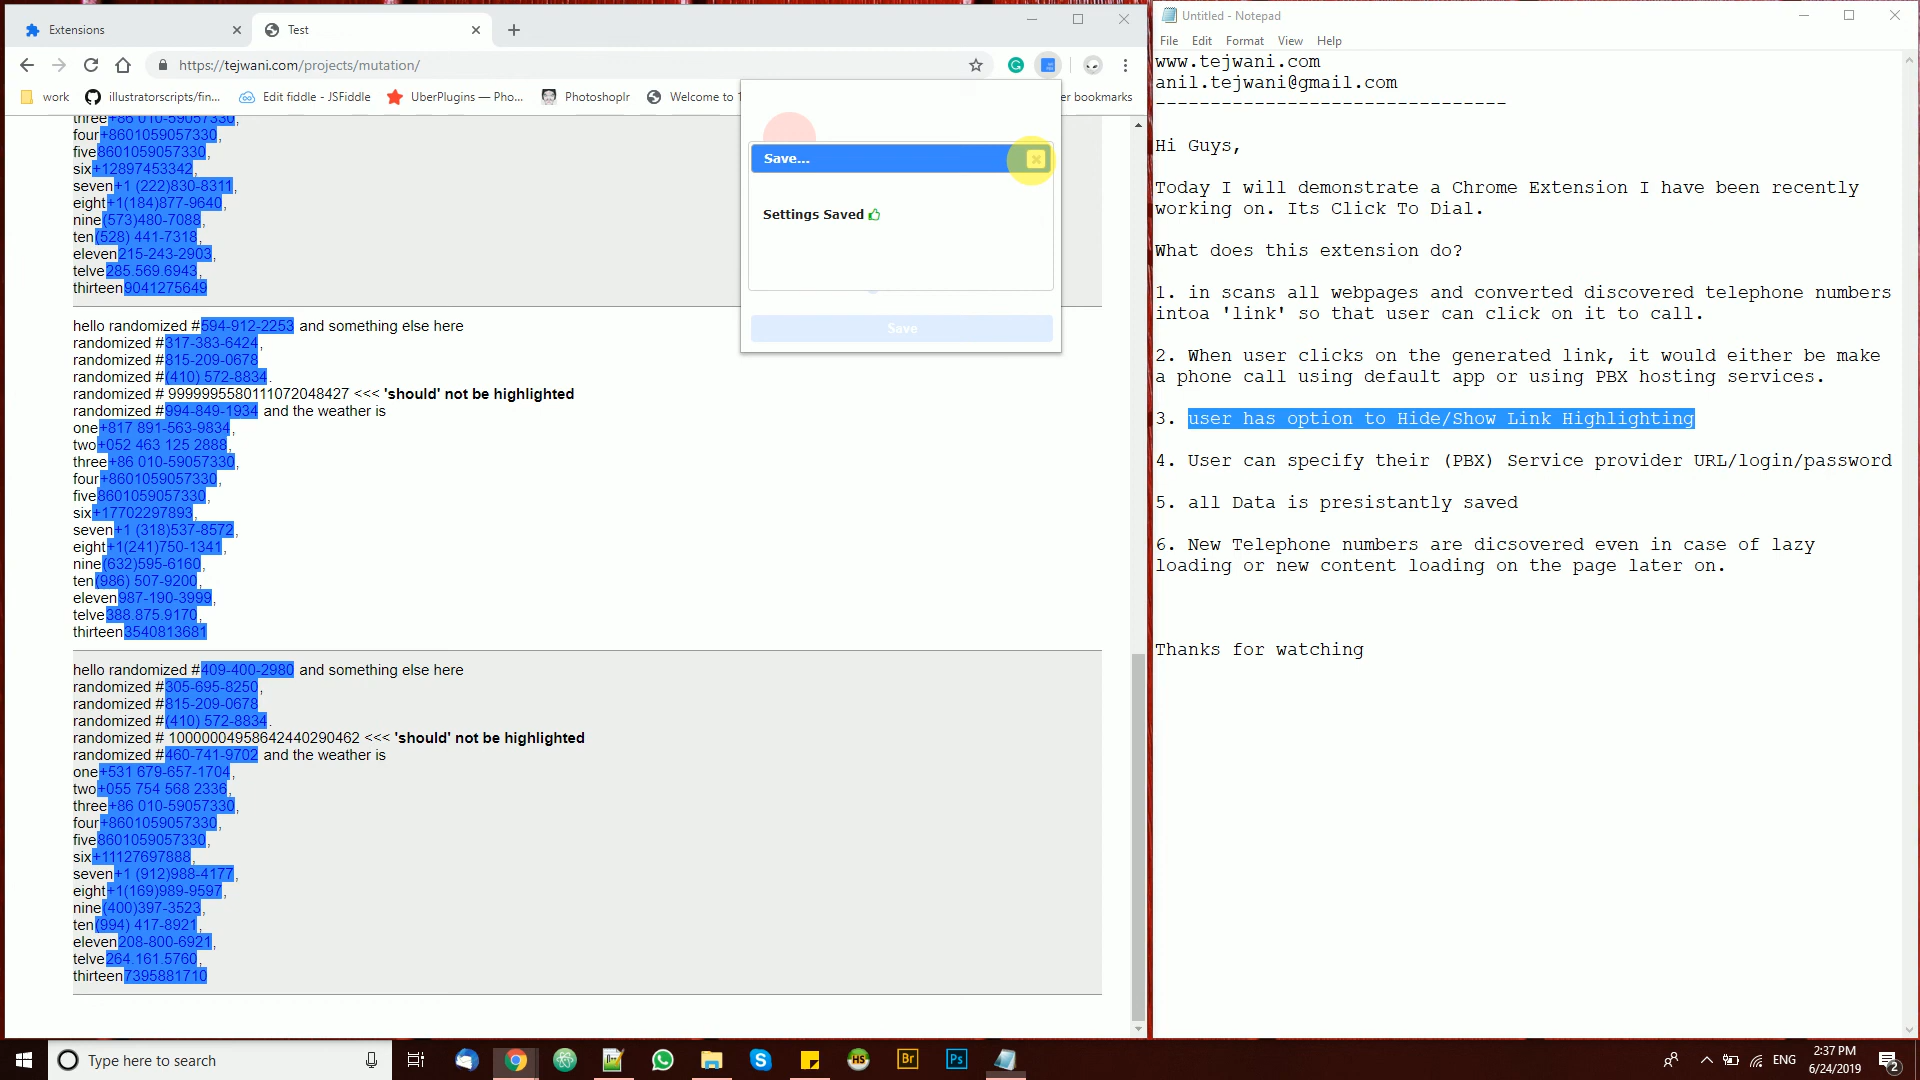 Extensions
Test
https://tejwani.com/projects/mutation/
work
illustratorscripts/fin...
Edit fiddle - JSFiddle
UberPlugins — Pho...
Photoshoplr
Welcome to
er bookmarks
three+86 010-59057330,
four+8601059057330,
five8601059057330,
six+12897453342,
seven+1 (222)830-8311,
eight+1(184)877-9640,
nine(573)480-7088,
ten(528) 441-7318,
eleven215-243-2903,
telve285.569.6943,
thirteen9041275649
hello randomized #594-912-2253 and something else here
randomized #317-383-6424,
randomized #815-209-0678
randomized #(410) 572-8834.
randomized # 9999995580111072048427 <<< 'should' not be highlighted
randomized #994-849-1934 and the weather is
one+817 891-563-9834,
two+052 463 125 2888,
three+86 010-59057330,
four+8601059057330,
five8601059057330,
six+17702297893,
seven+1 (318)537-8572,
eight+1(241)750-1341,
nine(632)595-6160,
ten(986) 507-9200,
eleven987-190-3999,
telve388.875.9170,
thirteen3540813681
hello randomized #409-400-2980 and something else here
randomized #305-695-8250,
randomized #815-209-0678
randomized #(410) 572-8834.
randomized # 10000004958642440290462 <<< 'should' not be highlighted
randomized #460-741-9702 and the weather is
one+531 679-657-1704,
two+055 754 568 2336,
three+86 010-59057330,
four+8601059057330,
five8601059057330,
six+11127697888,
seven+1 (912)988-4177,
eight+1(169)989-9597,
nine(400)397-3523,
ten(994) 417-8921,
eleven208-800-6921,
telve264.161.5760,
thirteen7395881710
Save...
Settings Saved
Save
Untitled - Notepad
File Edit Format View Help
www.tejwani.com
anil.tejwani@gmail.com
--------------------------------
Hi Guys,
Today I will demonstrate a Chrome Extension I have been recently
working on. Its Click To Dial.
What does this extension do?
1. in scans all webpages and converted discovered telephone numbers
intoa 'link' so that user can click on it to call.
2. When user clicks on the generated link, it would either be make
a phone call using default app or using PBX hosting services.
3. user has option to Hide/Show Link Highlighting
4. User can specify their (PBX) Service provider URL/login/password
5. all Data is presistantly saved
6. New Telephone numbers are dicsovered even in case of lazy
loading or new content loading on the page later on.
Thanks for watching
Type here to search
HS
Br
Ps
ENG
2:37 PM
6/24/2019
2